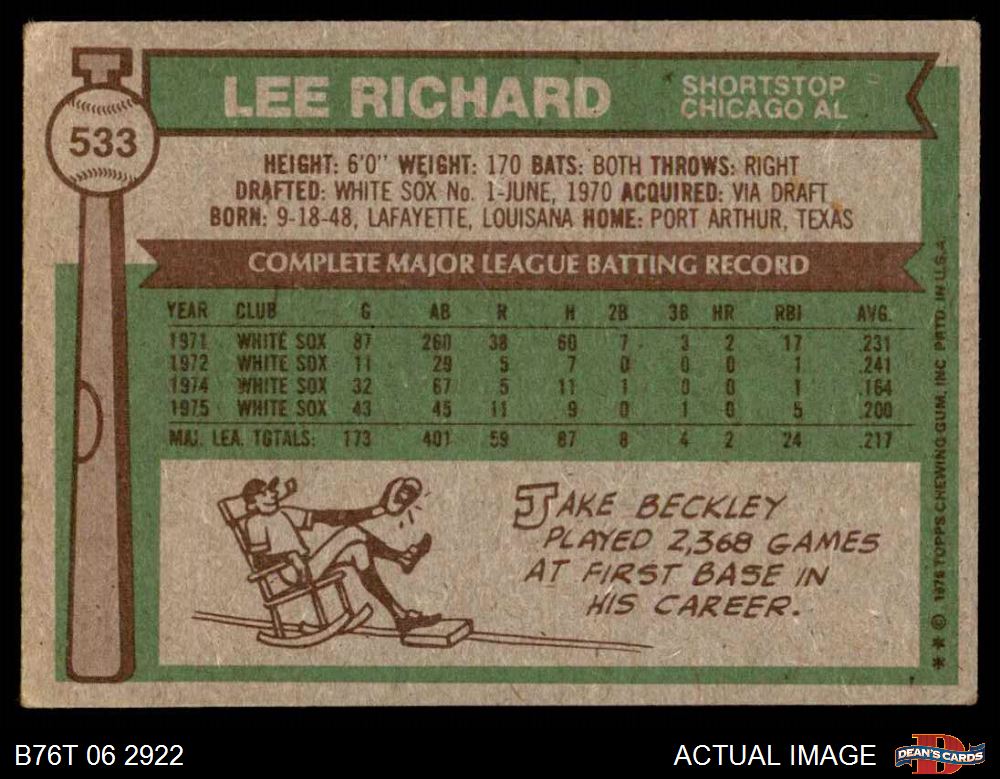 533
LEE RICHARD
SHORTSTOP
CHICAGO AL
HEIGHT: 6'0" WEIGHT: 170 BATS: BOTH THROWS: RIGHT
DRAFTED: WHITE SOX No. 1-JUNE, 1970 ACQUIRED: VIA DRAFT
BORN: 9-18-48, LAFAYETTE, LOUISIANA HOME: PORT ARTHUR, TEXAS
COMPLETE MAJOR LEAGUE BATTING RECORD
YEAR CLUB G AB R H 2B 3B HR RBI AVG.
1971 WHITE SOX 87 260 38 60 7 3 2 17 .231
1972 WHITE SOX 11 29 5 7 0 0 0 1 .241
1974 WHITE SOX 32 67 5 11 1 0 0 1 .164
1975 WHITE SOX 43 45 11 9 0 1 0 5 .200
MAJ. LEA. TOTALS: 173 401 59 87 8 4 2 24 .217
JAKE BECKLEY
PLAYED 2,368 GAMES
AT FIRST BASE IN
HIS CAREER.
** © 1976 TOPPS CHEWING GUM, INC PRTD. IN U.S.A.
B76T 06 2922
ACTUAL IMAGE
DEAN'S CARDS